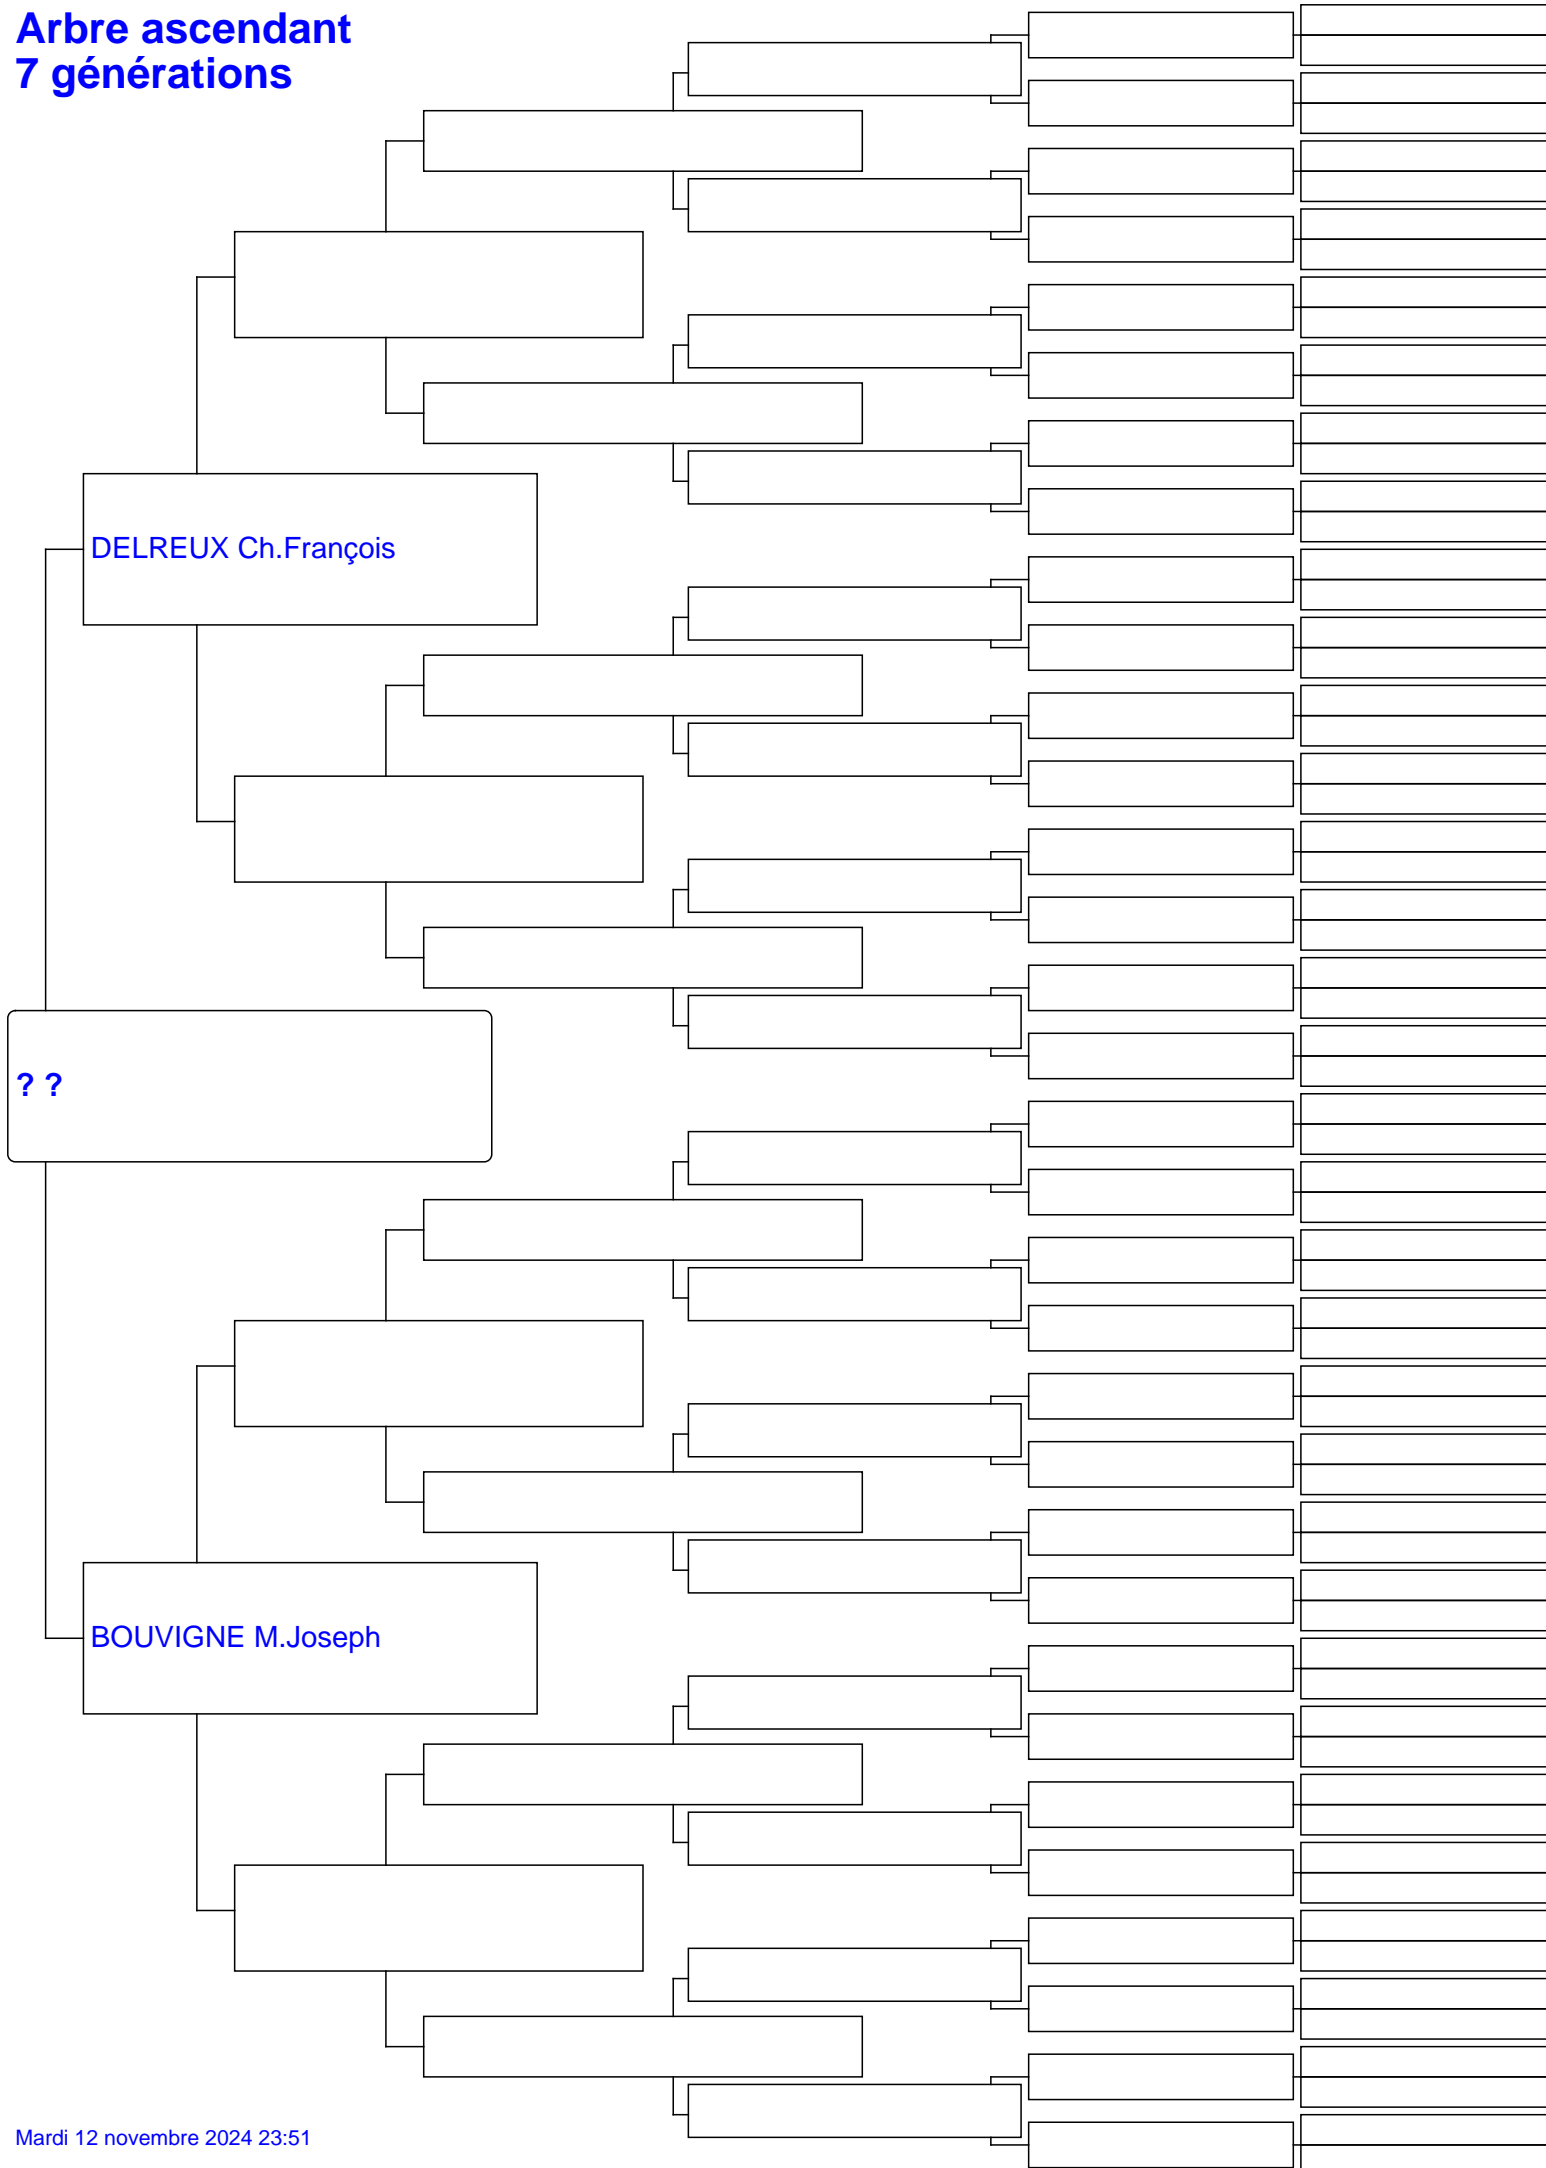 Arbre ascendant
7 générations
DELREUX Ch.François
? ?
BOUVIGNE M.Joseph
Mardi 12 novembre 2024 23:51